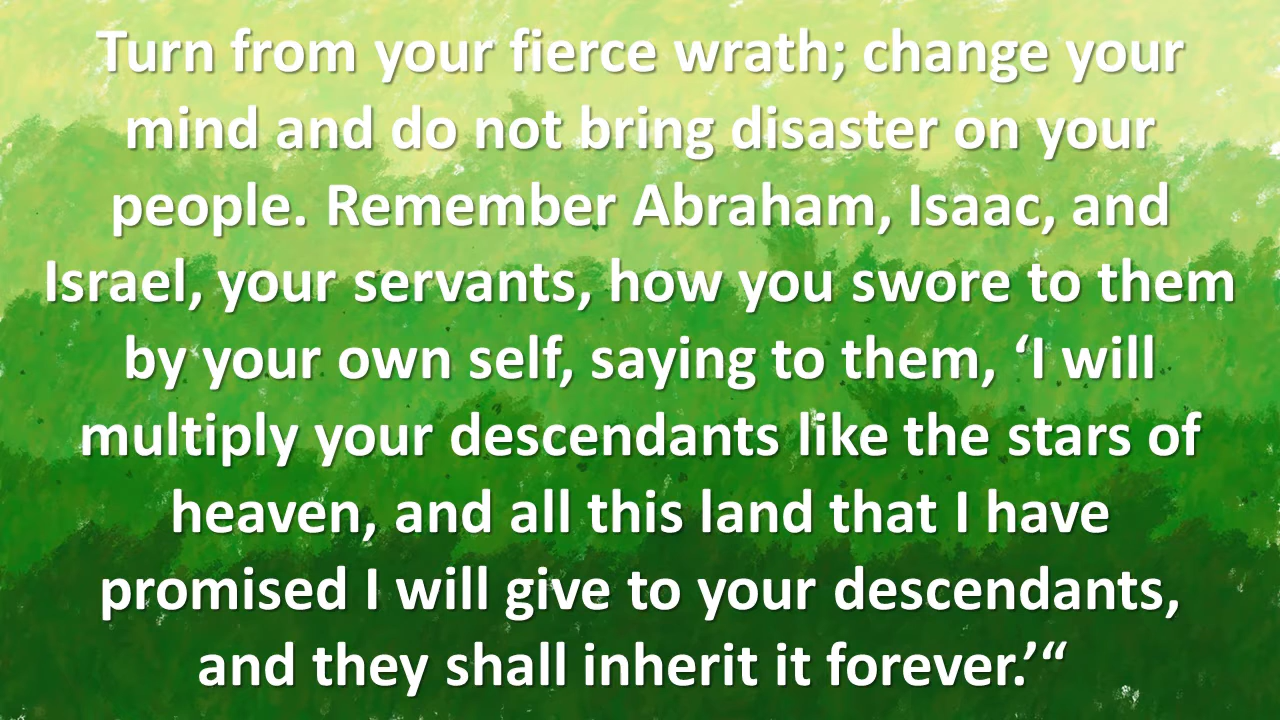 Turn from your fierce wrath; change your
mind and do not bring disaster on your
people. Remember Abraham, Isaac, and
Israel, your servants, how you swore to them
by your own self, saying to them, ‘I will
multiply your descendants like the stars of
heaven, and all this land that I have
promised I will give to your descendants,
and they shall inherit it forever.’“